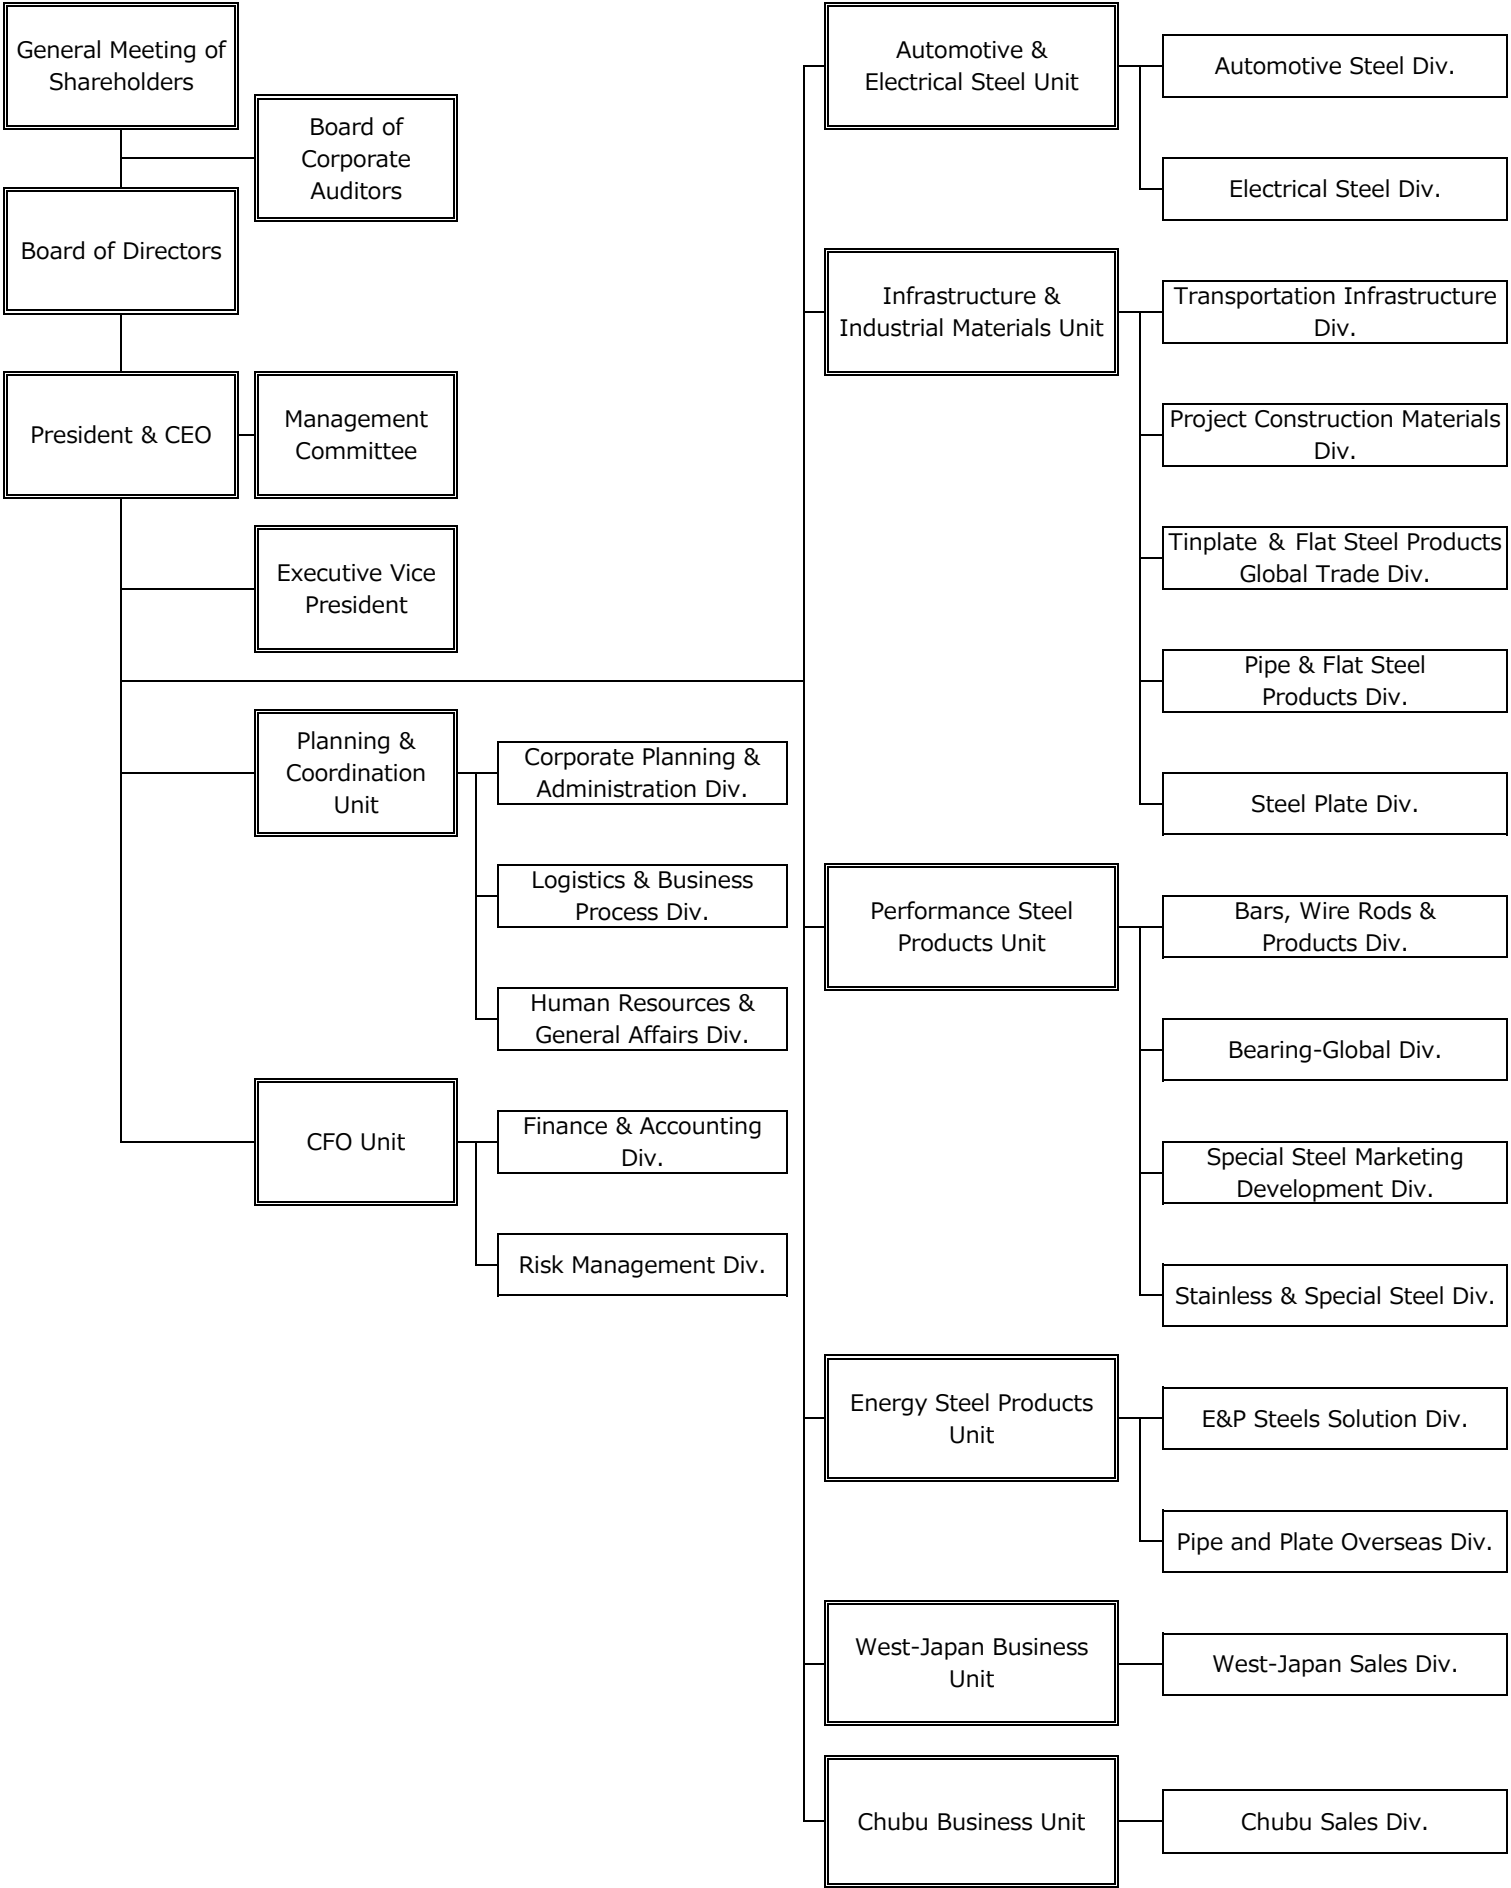 General Meeting of
Shareholders
Board of
Corporate
Auditors
Board of Directors
President & CEO
Management
Committee
Executive Vice
President
Planning &
Coordination
Unit
Corporate Planning &
Administration Div.
Logistics & Business
Process Div.
Human Resources &
General Affairs Div.
CFO Unit
Finance & Accounting
Div.
Risk Management Div.
Automotive &
Electrical Steel Unit
Automotive Steel Div.
Electrical Steel Div.
Infrastructure &
Industrial Materials Unit
Transportation Infrastructure
Div.
Project Construction Materials
Div.
Tinplate & Flat Steel Products
Global Trade Div.
Pipe & Flat Steel
Products Div.
Steel Plate Div.
Performance Steel
Products Unit
Bars, Wire Rods &
Products Div.
Bearing-Global Div.
Special Steel Marketing
Development Div.
Stainless & Special Steel Div.
Energy Steel Products
Unit
E&P Steels Solution Div.
Pipe and Plate Overseas Div.
West-Japan Business
Unit
West-Japan Sales Div.
Chubu Business Unit
Chubu Sales Div.